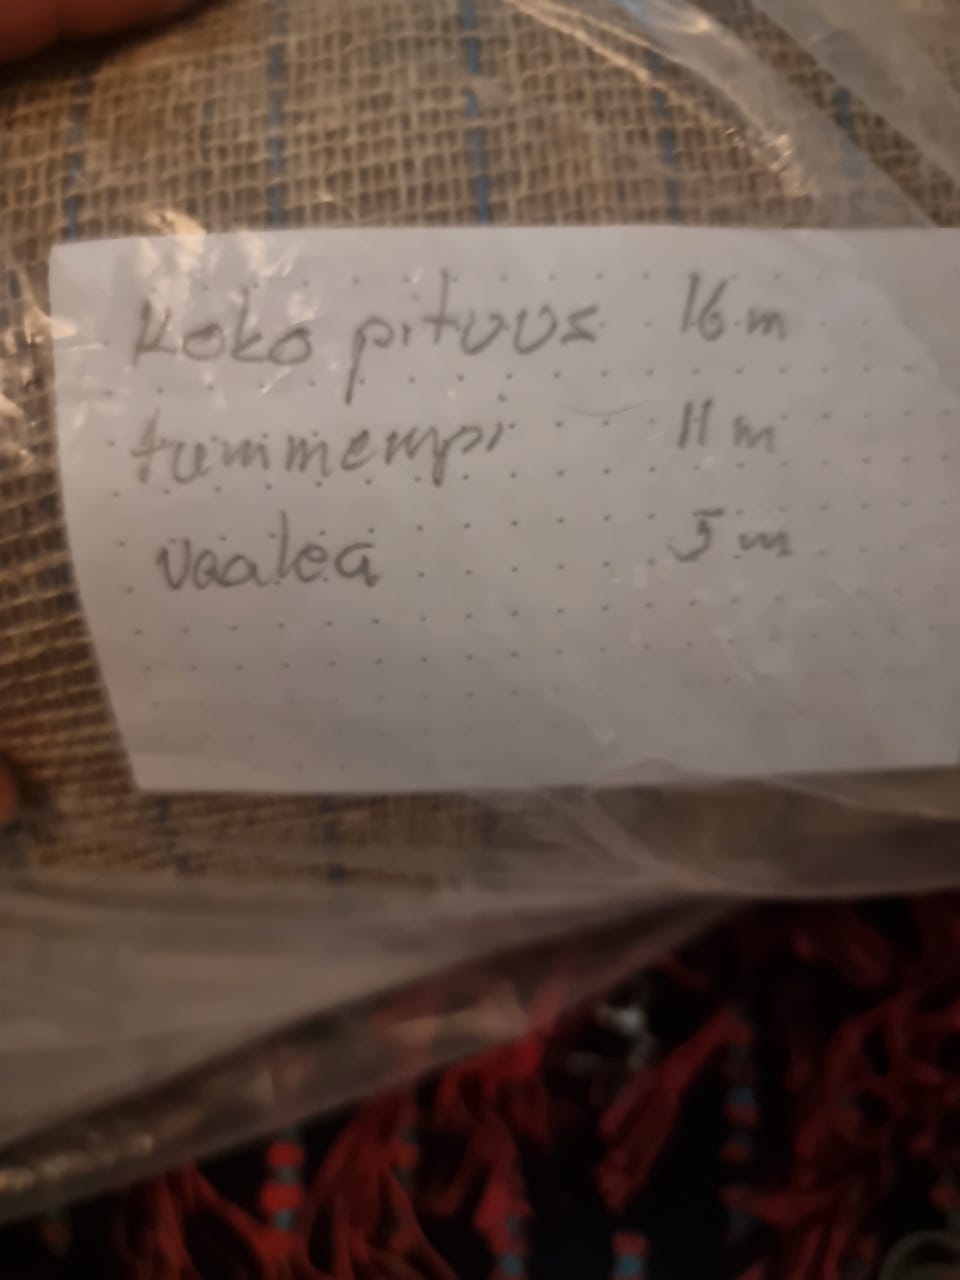 Koko pituus 16 m
tummempi 11 m
vaalea 5 m